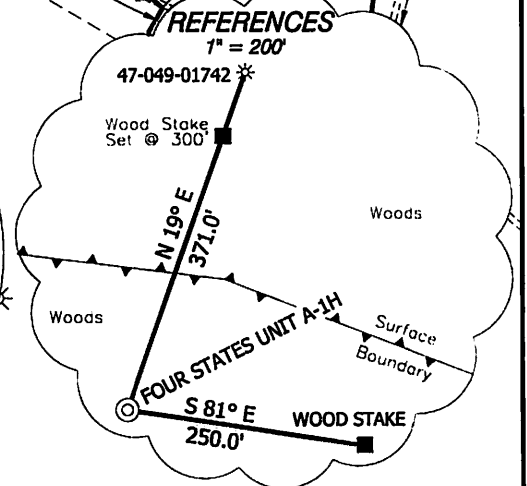 REFERENCES
1" = 200'
47-049-01742
Wood Stake
Set @ 300'
N 19° E
371.0'
Woods
Woods
FOUR STATES UNIT A-1H
Surface
Boundary
S 81° E
250.0'
WOOD STAKE